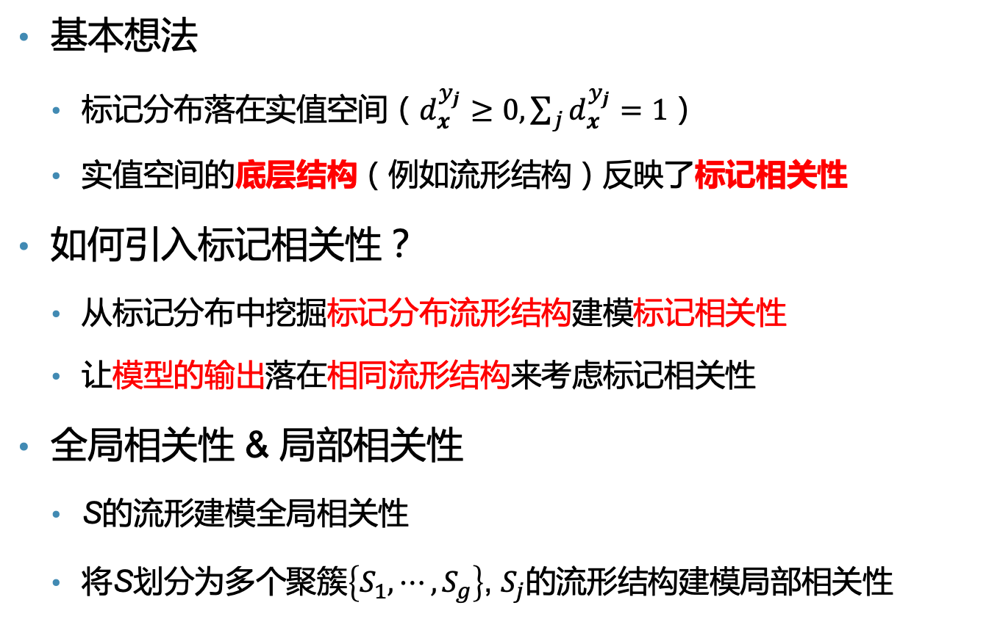 • 基本想法
• 标记分布落在实值空间（$d_{\boldsymbol{x}}^{y_j} \geq 0, \sum_j d_{\boldsymbol{x}}^{y_j} = 1$）
• 实值空间的底层结构（例如流形结构）反映了标记相关性
• 如何引入标记相关性？
• 从标记分布中挖掘标记分布流形结构建模标记相关性
• 让模型的输出落在相同流形结构来考虑标记相关性
• 全局相关性 & 局部相关性
• S的流形建模全局相关性
• 将S划分为多个聚簇$\{S_1, \cdots, S_g\}$, $S_j$的流形结构建模局部相关性